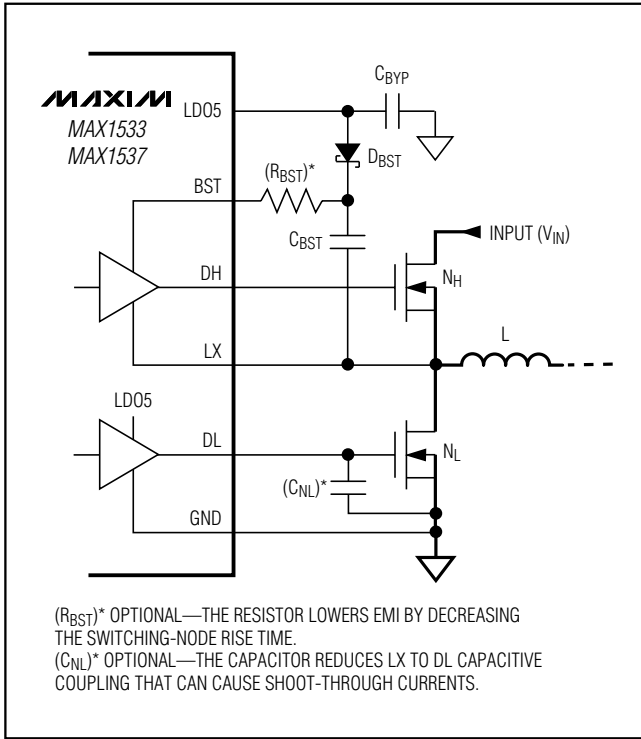 MAXIM
MAX1533
MAX1537
LDO5
CBYP
DBST
(RBST)*
BST
CBST
INPUT (VIN)
DH
NH
L
LX
LDO5
DL
NL
(CNL)*
GND
(RBST)* OPTIONAL—THE RESISTOR LOWERS EMI BY DECREASING
THE SWITCHING-NODE RISE TIME.
(CNL)* OPTIONAL—THE CAPACITOR REDUCES LX TO DL CAPACITIVE
COUPLING THAT CAN CAUSE SHOOT-THROUGH CURRENTS.